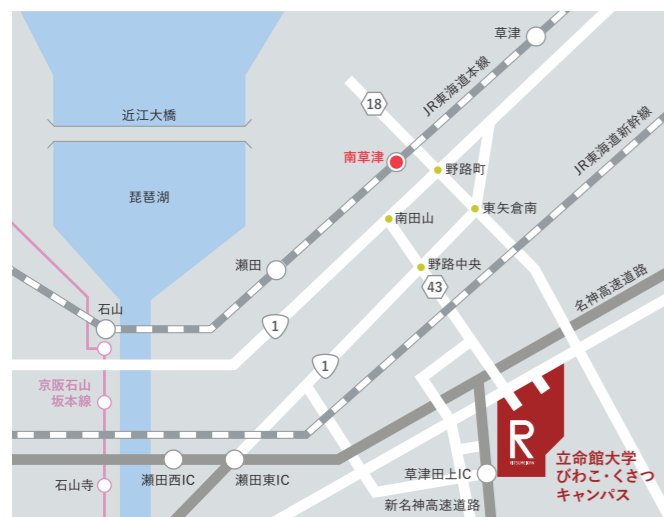 草津
JR東海道本線
18
近江大橋
JR東海道新幹線
南草津
野路町
琵琶湖
東矢倉南
南田山
瀬田
野路中央
43
石山
名神高速道路
1
1
京阪石山
坂本線
R
立命館大学
びわこ・くさつ
キャンパス
草津田上IC
瀬田西IC
瀬田東IC
石山寺
新名神高速道路